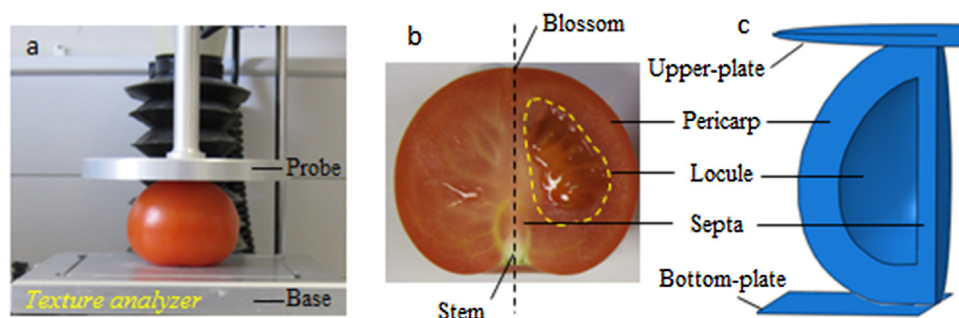 a
Probe
Texture analyzer
Base
b
Blossom
Stem
c
Upper-plate
Pericarp
Locule
Septa
Bottom-plate